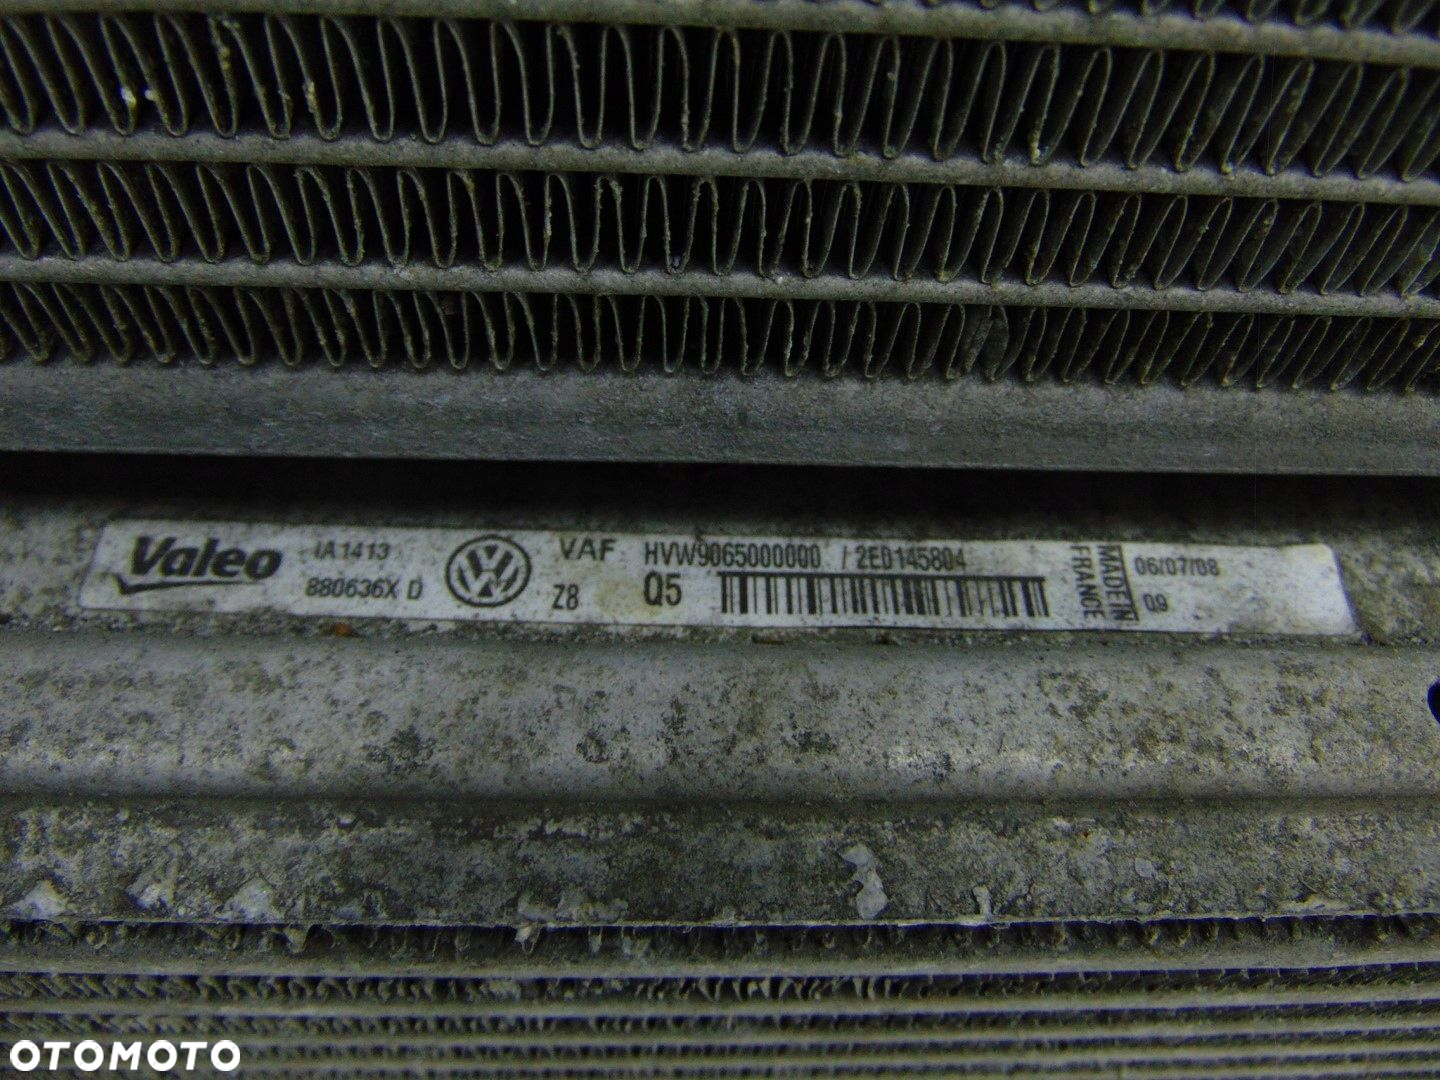 Valeo
IA1413
880636X D
VAF HVW9065000000 / 2E0145804
Z8 Q5
MADE IN
FRANCE
06/07/08
09
OTOMOTO